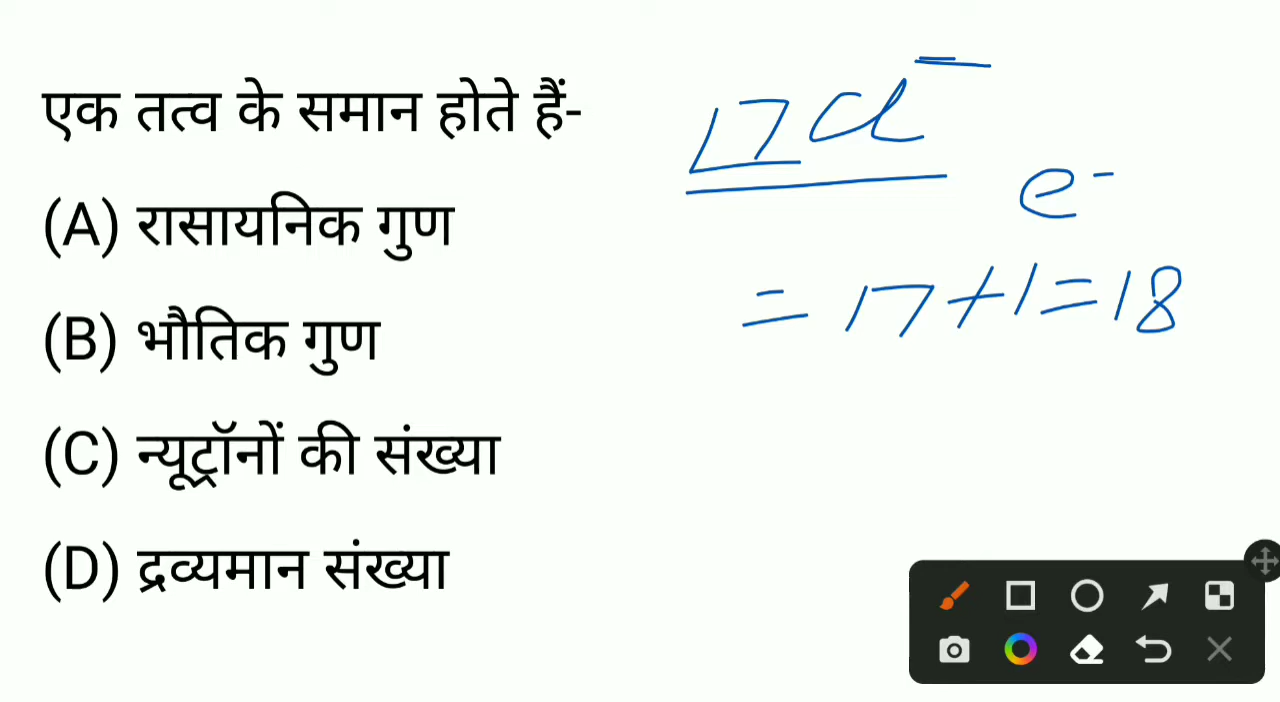 एक तत्व के समान होते हैं-
(A) रासायनिक गुण
(B) भौतिक गुण
(C) न्यूट्रॉनों की संख्या
(D) द्रव्यमान संख्या
17Cl⁻
e⁻
= 17+1=18